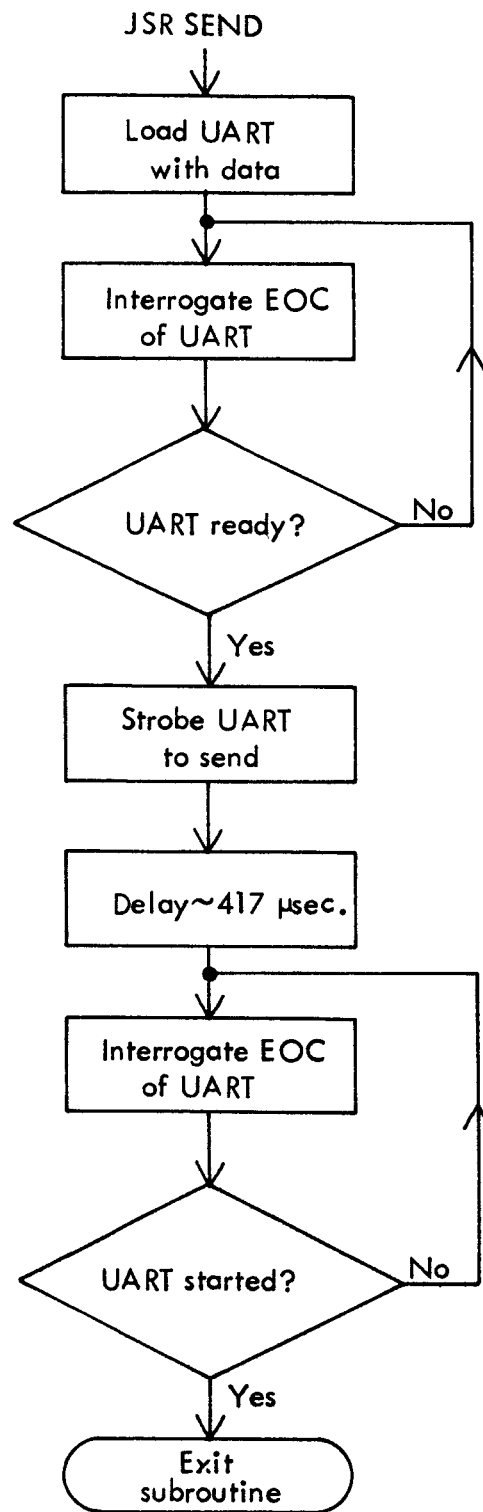 JSR SEND
Load UART
with data
Interrogate EOC
of UART
UART ready?
No
Yes
Strobe UART
to send
Delay~417 μsec.
Interrogate EOC
of UART
UART started?
No
Yes
Exit
subroutine